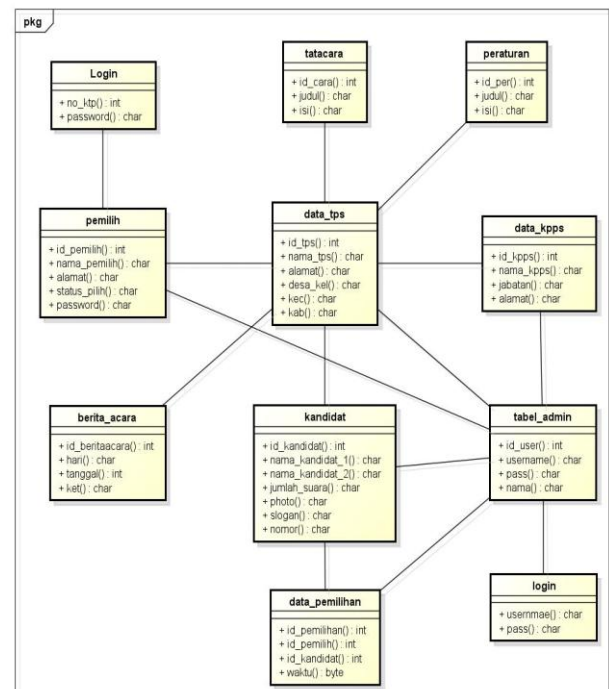 pkg
Login
+ no_ktp() : int
+ password() : char
tatacara
+ id_cara() : int
+ judul() : char
+ isi() : char
peraturan
+ id_per() : int
+ judul() : char
+ isi() : char
pemilih
+ id_pemilih() : int
+ nama_pemilih() : char
+ alamat() : char
+ status_pilih() : char
+ password() : char
data_tps
+ id_tps() : int
+ nama_tps() : char
+ alamat() : char
+ desa_kel() : char
+ kec() : char
+ kab() : char
data_kpps
+ id_kpps() : int
+ nama_kpps() : char
+ jabatan() : char
+ alamat() : char
berita_acara
+ id_beritaacara() : int
+ hari() : char
+ tanggal() : int
+ ket() : char
kandidat
+ id_kandidat() : int
+ nama_kandidat_1() : char
+ nama_kandidat_2() : char
+ jumlah_suara() : char
+ photo() : char
+ slogan() : char
+ nomor() : char
tabel_admin
+ id_user() : int
+ username() : char
+ pass() : char
+ nama() : char
data_pemilihan
+ id_pemilihan() : int
+ id_pemilih() : int
+ id_kandidat() : int
+ waktu() : byte
login
+ usernmae() : char
+ pass() : char